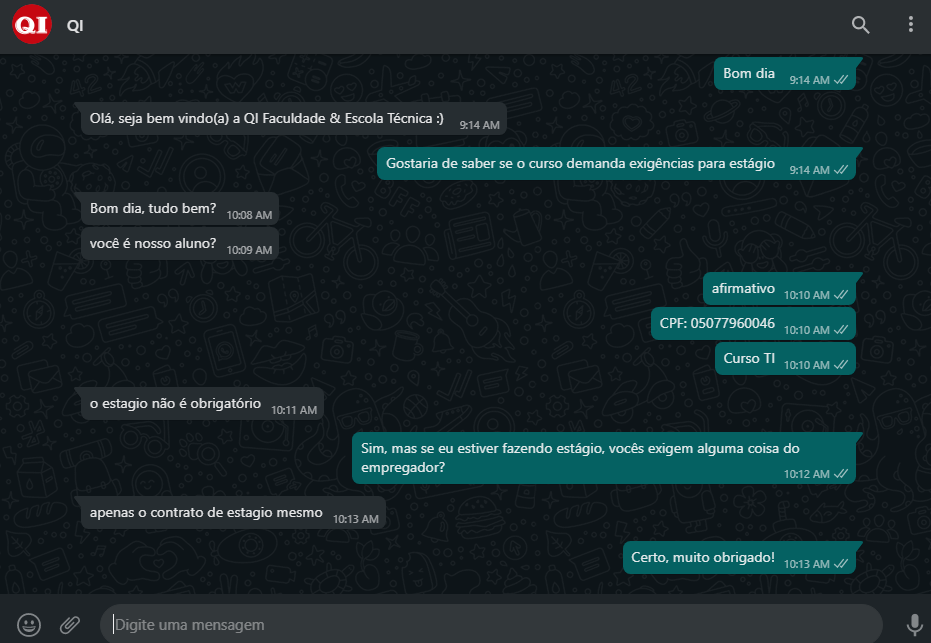 QI
QI
Bom dia
9:14 AM
Olá, seja bem vindo(a) a QI Faculdade & Escola Técnica :)
9:14 AM
Gostaria de saber se o curso demanda exigências para estágio
9:14 AM
Bom dia, tudo bem?
10:08 AM
você é nosso aluno?
10:09 AM
afirmativo
10:10 AM
CPF: 05077960046
10:10 AM
Curso TI
10:10 AM
o estagio não é obrigatório
10:11 AM
Sim, mas se eu estiver fazendo estágio, vocês exigem alguma coisa do
empregador?
10:12 AM
apenas o contrato de estagio mesmo
10:13 AM
Certo, muito obrigado!
10:13 AM
Digite uma mensagem